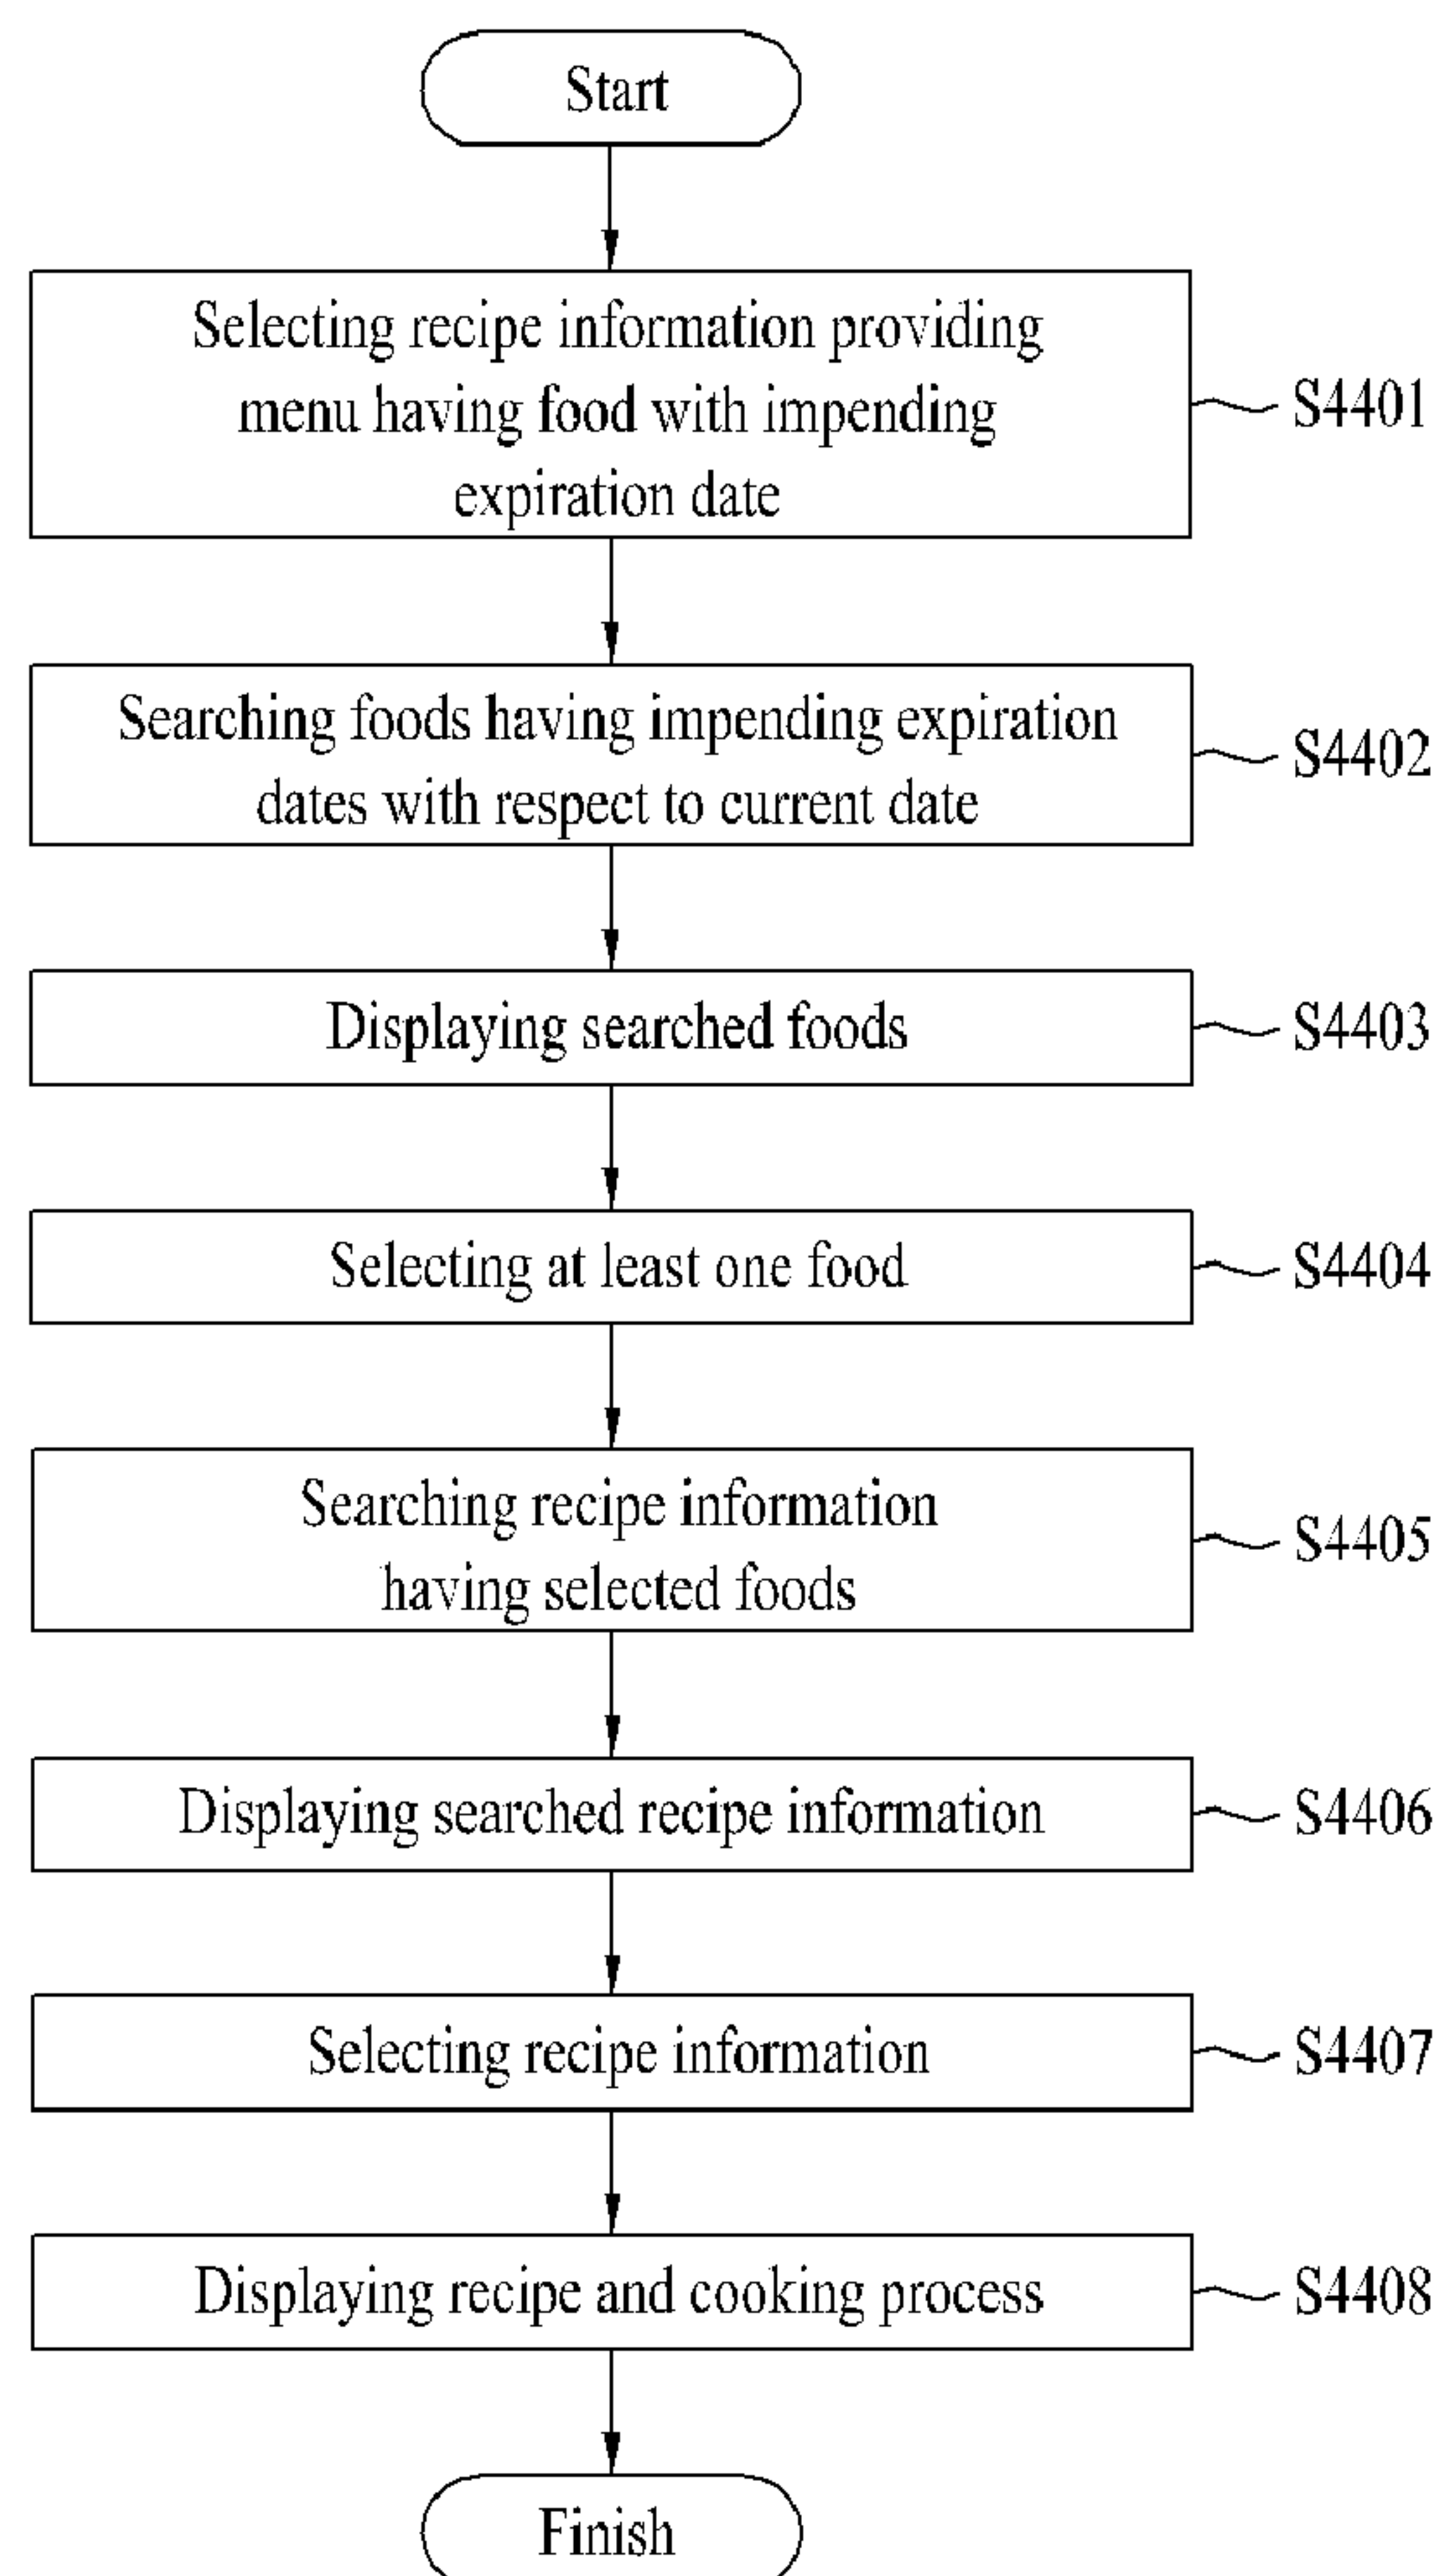 Start
Selecting recipe information providing
menu having food with impending
expiration date
S4401
Searching foods having impending expiration
dates with respect to current date
S4402
Displaying searched foods
S4403
Selecting at least one food
S4404
Searching recipe information
having selected foods
S4405
Displaying searched recipe information
S4406
Selecting recipe information
S4407
Displaying recipe and cooking process
S4408
Finish